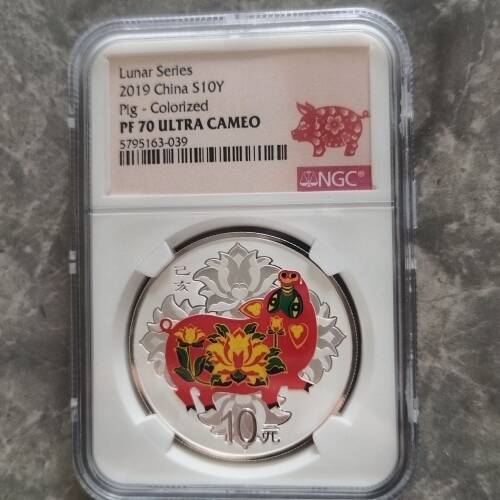 Lunar Series
2019 China S10Y
Pig - Colorized
PF 70 ULTRA CAMEO
5795163-039
NGC
己亥
10元